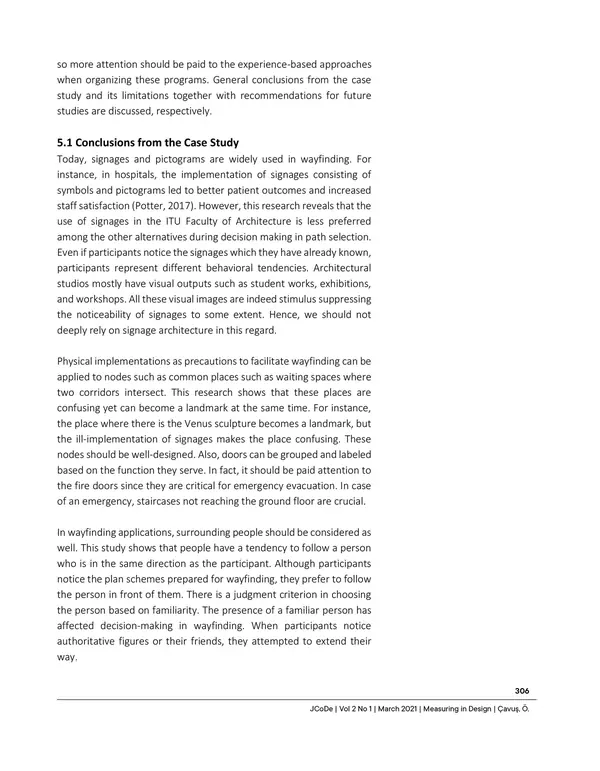 so more attention should be paid to the experience-based approaches
when organizing these programs. General conclusions from the case
study and its limitations together with recommendations for future
studies are discussed, respectively.
5.1 Conclusions from the Case Study
Today, signages and pictograms are widely used in wayfinding. For
instance, in hospitals, the implementation of signages consisting of
symbols and pictograms led to better patient outcomes and increased
staff satisfaction (Potter, 2017). However, this research reveals that the
use of signages in the ITU Faculty of Architecture is less preferred
among the other alternatives during decision making in path selection.
Even if participants notice the signages which they have already known,
participants represent different behavioral tendencies. Architectural
studios mostly have visual outputs such as student works, exhibitions,
and workshops. All these visual images are indeed stimulus suppressing
the noticeability of signages to some extent. Hence, we should not
deeply rely on signage architecture in this regard.
Physical implementations as precautions to facilitate wayfinding can be
applied to nodes such as common places such as waiting spaces where
two corridors intersect. This research shows that these places are
confusing yet can become a landmark at the same time. For instance,
the place where there is the Venus sculpture becomes a landmark, but
the ill-implementation of signages makes the place confusing. These
nodes should be well-designed. Also, doors can be grouped and labeled
based on the function they serve. In fact, it should be paid attention to
the fire doors since they are critical for emergency evacuation. In case
of an emergency, staircases not reaching the ground floor are crucial.
In wayfinding applications, surrounding people should be considered as
well. This study shows that people have a tendency to follow a person
who is in the same direction as the participant. Although participants
notice the plan schemes prepared for wayfinding, they prefer to follow
the person in front of them. There is a judgment criterion in choosing
the person based on familiarity. The presence of a familiar person has
affected decision-making in wayfinding. When participants notice
authoritative figures or their friends, they attempted to extend their
way.
306
JCoDe | Vol 2 No 1 | March 2021 | Measuring in Design | Çavuş, Ö.